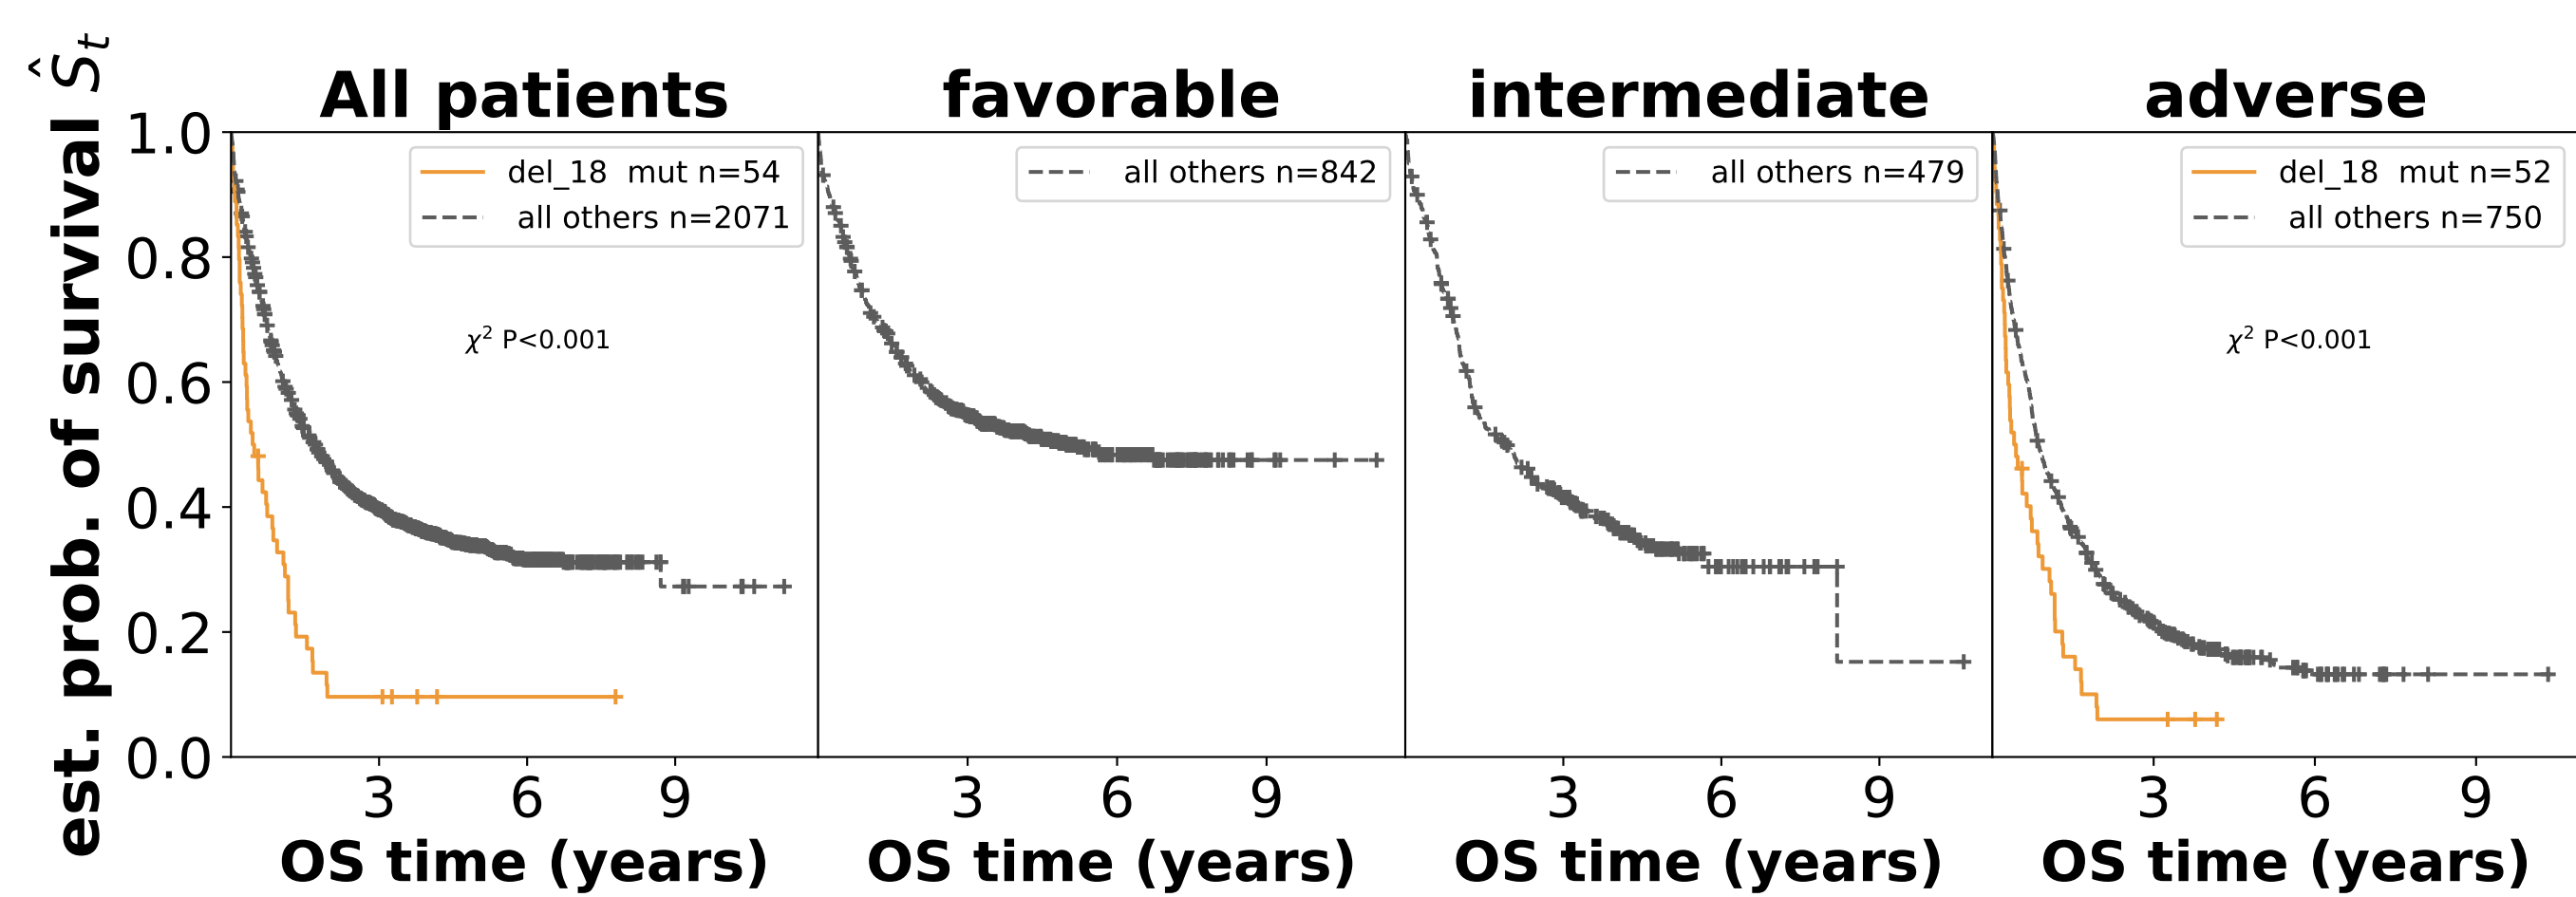 est. prob. of survival Ŝ_t
All patients
favorable
intermediate
adverse
1.0
0.8
0.6
0.4
0.2
0.0
del_18 mut n=54
all others n=2071
χ² P<0.001
all others n=842
all others n=479
del_18 mut n=52
all others n=750
χ² P<0.001
3 6 9
3 6 9
3 6 9
3 6 9
OS time (years)
OS time (years)
OS time (years)
OS time (years)